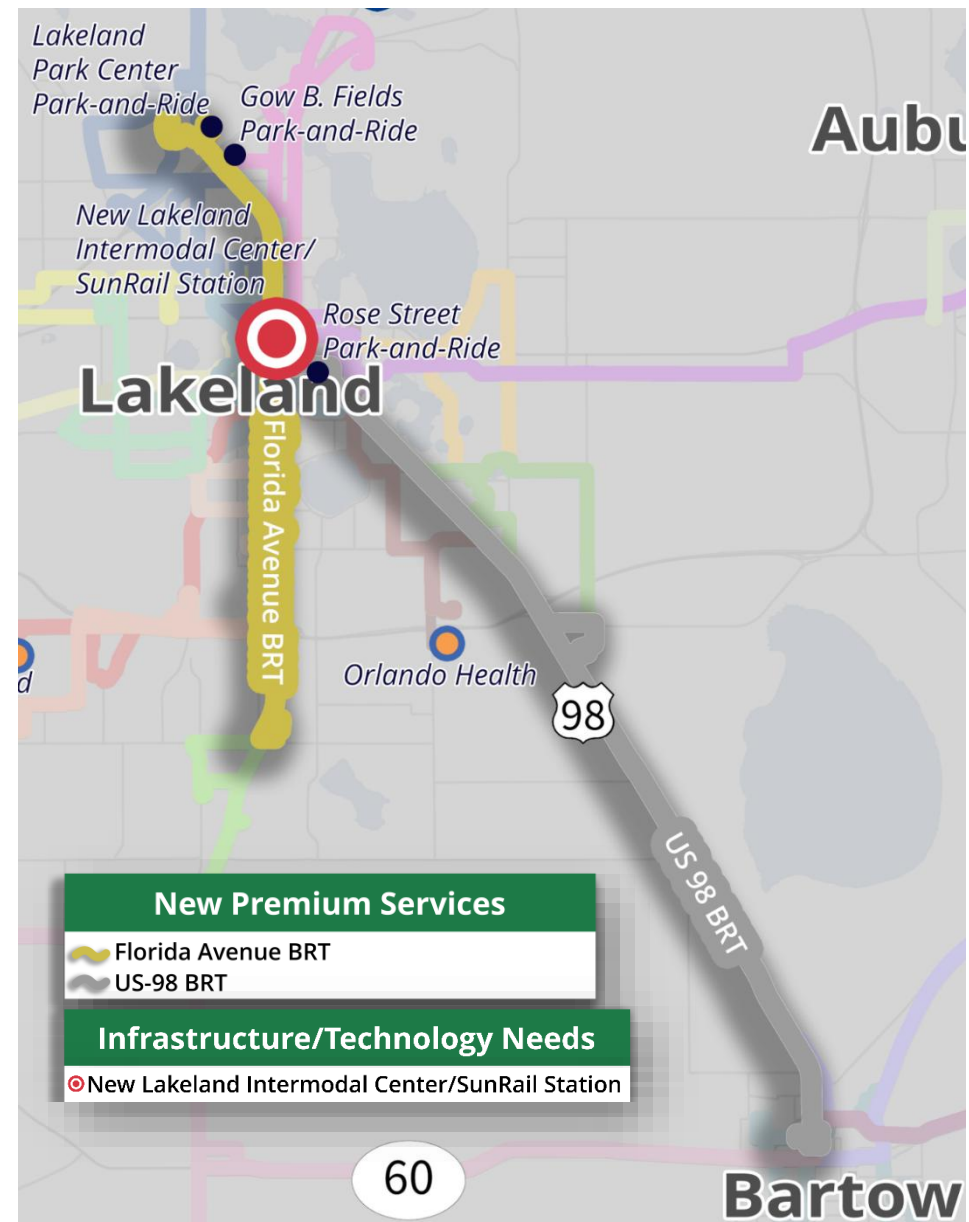 Lakeland
Park Center
Park-and-Ride
Gow B. Fields
Park-and-Ride
Aubu
New Lakeland
Intermodal Center/
SunRail Station
Rose Street
Park-and-Ride
Lakeland
Florida Avenue BRT
d
Orlando Health
98
US 98 BRT
New Premium Services
Florida Avenue BRT
US-98 BRT
Infrastructure/Technology Needs
New Lakeland Intermodal Center/SunRail Station
60
Bartow